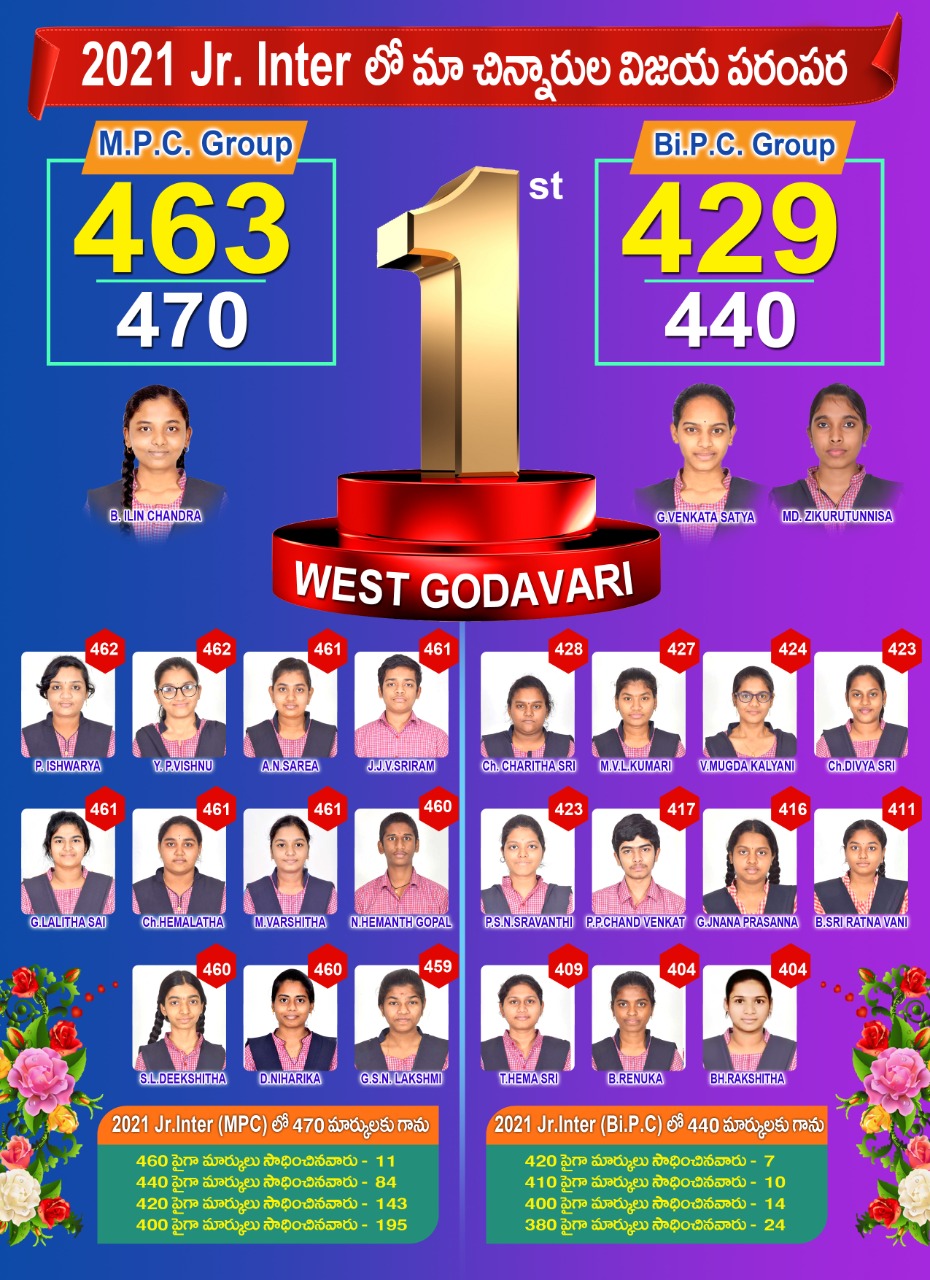 2021 Jr. Inter లో మా చిన్నారుల విజయ పరంపర
M.P.C. Group
463
470
B. ILIN CHANDRA
1st
WEST GODAVARI
Bi.P.C. Group
429
440
G.VENKATA SATYA
MD. ZIKURUTUNNISA
462 462 461 461
P. ISHWARYA Y. P.VISHNU A.N.SAREA J.J.V.SRIRAM
461 461 461 460
G.LALITHA SAI Ch.HEMALATHA M.VARSHITHA N.HEMANTH GOPAL
460 460 459
S.L.DEEKSHITHA D.NIHARIKA G.S.N. LAKSHMI
428 427 424 423
Ch. CHARITHA SRI M.V.L.KUMARI V.MUGDA KALYANI Ch.DIVYA SRI
423 417 416 411
P.S.N.SRAVANTHI P.P.CHAND VENKAT G.JNANA PRASANNA B.SRI RATNA VANI
409 404 404
T.HEMA SRI B.RENUKA BH.RAKSHITHA
2021 Jr.Inter (MPC) లో 470 మార్కులకు గాను
460 పైగా మార్కులు సాధించినవారు - 11
440 పైగా మార్కులు సాధించినవారు - 84
420 పైగా మార్కులు సాధించినవారు - 143
400 పైగా మార్కులు సాధించినవారు - 195
2021 Jr.Inter (Bi.P.C) లో 440 మార్కులకు గాను
420 పైగా మార్కులు సాధించినవారు - 7
410 పైగా మార్కులు సాధించినవారు - 10
400 పైగా మార్కులు సాధించినవారు - 14
380 పైగా మార్కులు సాధించినవారు - 24